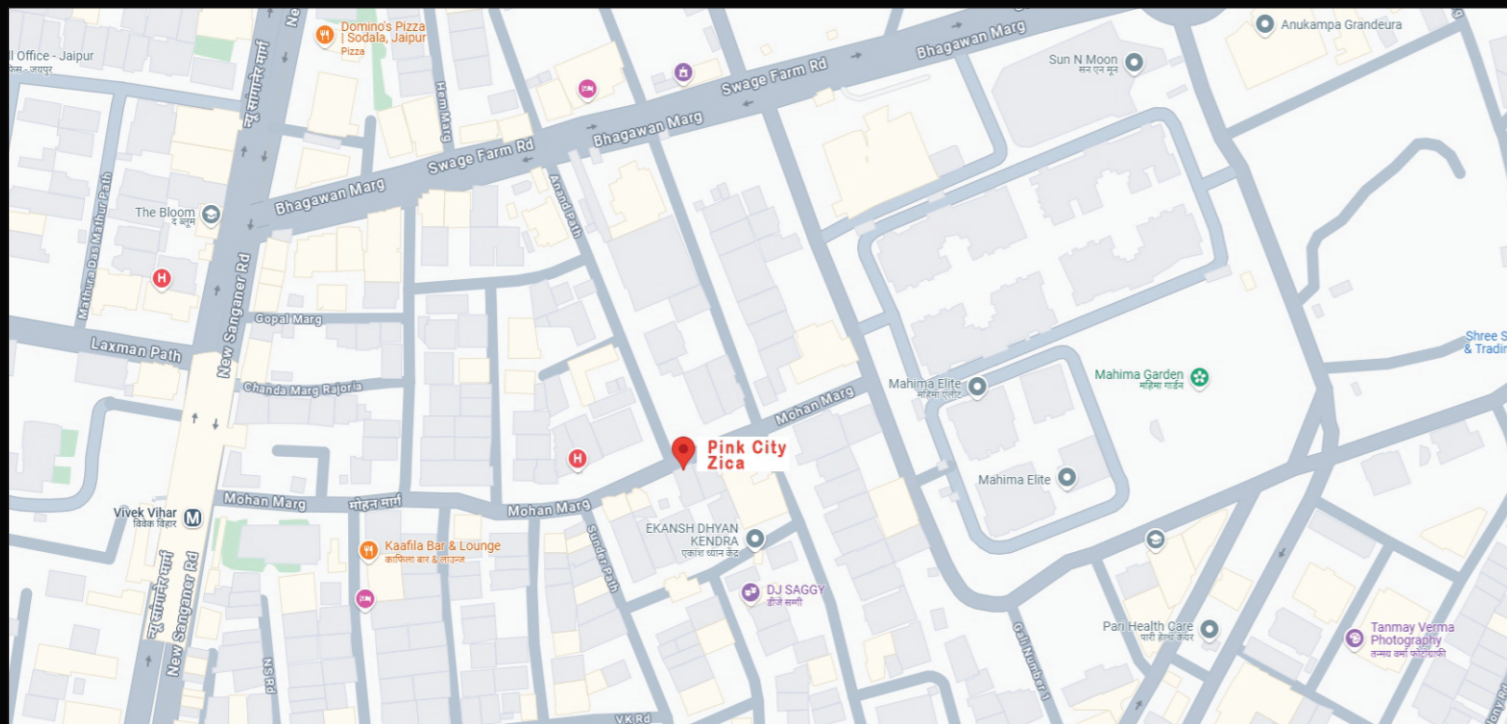 Domino's Pizza
| Sodala, Jaipur
Pizza
Anukampa Grandeura
Bhagawan Marg
l Office - Jaipur
Sun N Moon
सन एन मून
Swage Farm Rd
Hem Marg
न्यू सांगानेर मार्ग
Bhagawan Marg
Swage Farm Rd
Bhagawan Marg
Anand Path
The Bloom
द ब्लूम
Mathura Das Mathur Path
H
New Sanganer Rd
Gopal Marg
Laxman Path
Shree S
& Tradin
Chanda Marg Rajoria
Mahima Elite
महिमा एलीट
Mahima Garden
महिमा गार्डन
Mohan Marg
Pink City
Zica
H
Mahima Elite
Mohan Marg
मोहन मार्ग
Mohan Marg
Vivek Vihar
विवेक विहार
M
EKANSH DHYAN
KENDRA
एकांश ध्यान केंद्र
Kaafila Bar & Lounge
काफिला बार & लाउन्ज
Sunder Path
DJ SAGGY
डीजे सग्गी
न्यू सांगानेर मार्ग
New Sanganer Rd
SN Rd
Gali Number 1
Pari Health Care
पारी हेल्थ केयर
Tanmay Verma
Photography
तन्मय वर्मा फोटोग्राफी
VK Rd